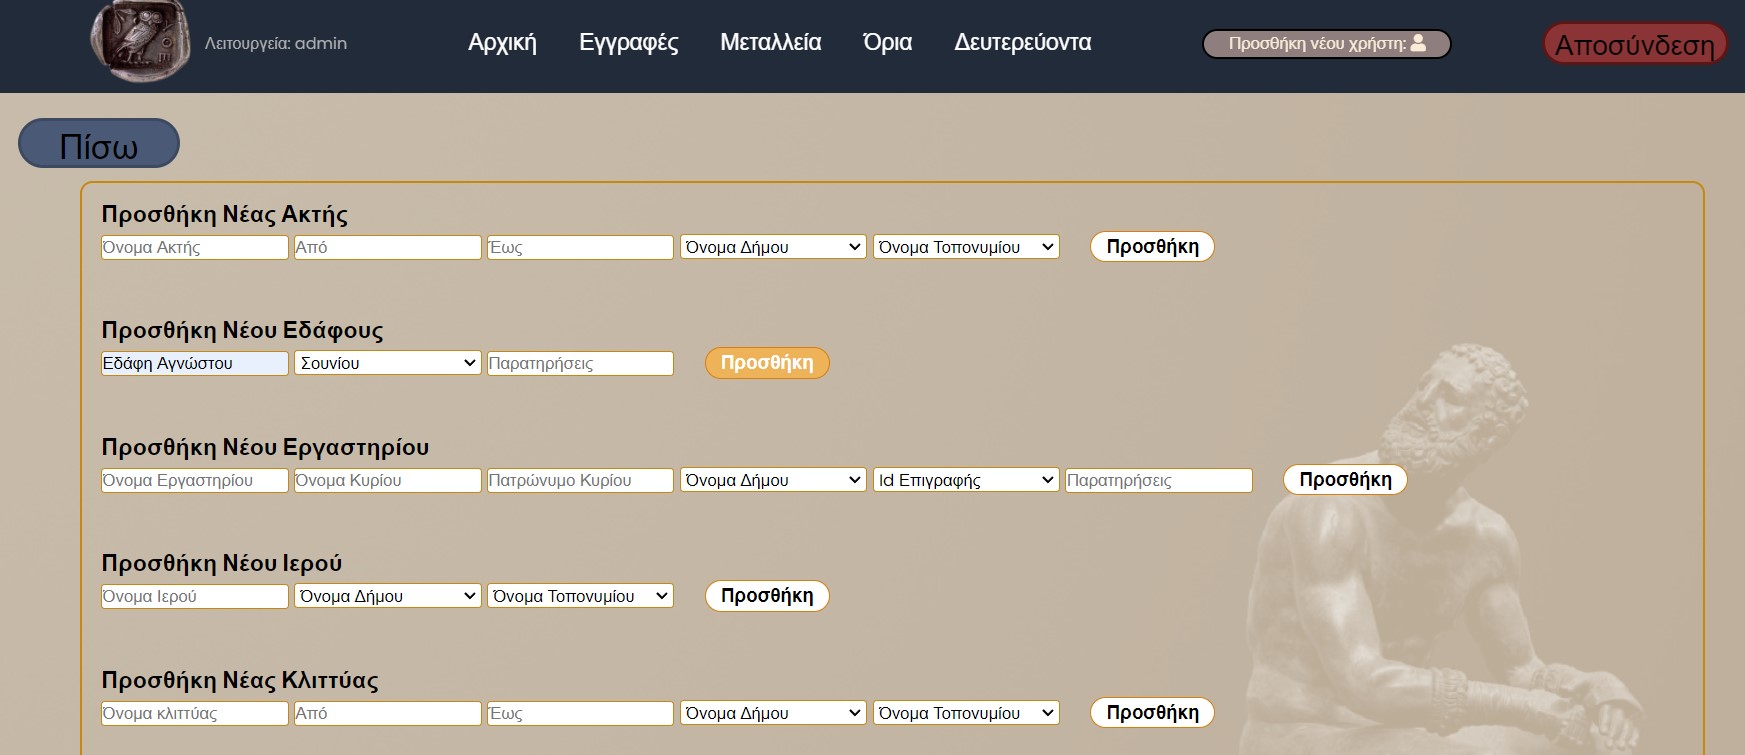 Λειτουργεία: admin Αρχική Εγγραφές Μεταλλεία Όρια Δευτερεύοντα Προσθήκη νέου χρήστη: Αποσύνδεση
Πίσω
Προσθήκη Νέας Ακτής
Όνομα Ακτής Από Έως Όνομα Δήμου Όνομα Τοπονυμίου Προσθήκη
Προσθήκη Νέου Εδάφους
Εδάφη Αγνώστου Σουνίου Παρατηρήσεις Προσθήκη
Προσθήκη Νέου Εργαστηρίου
Όνομα Εργαστηρίου Όνομα Κυρίου Πατρώνυμο Κυρίου Όνομα Δήμου Id Επιγραφής Παρατηρήσεις Προσθήκη
Προσθήκη Νέου Ιερού
Όνομα Ιερού Όνομα Δήμου Όνομα Τοπονυμίου Προσθήκη
Προσθήκη Νέας Κλιττύας
Όνομα κλιττύας Από Έως Όνομα Δήμου Όνομα Τοπονυμίου Προσθήκη